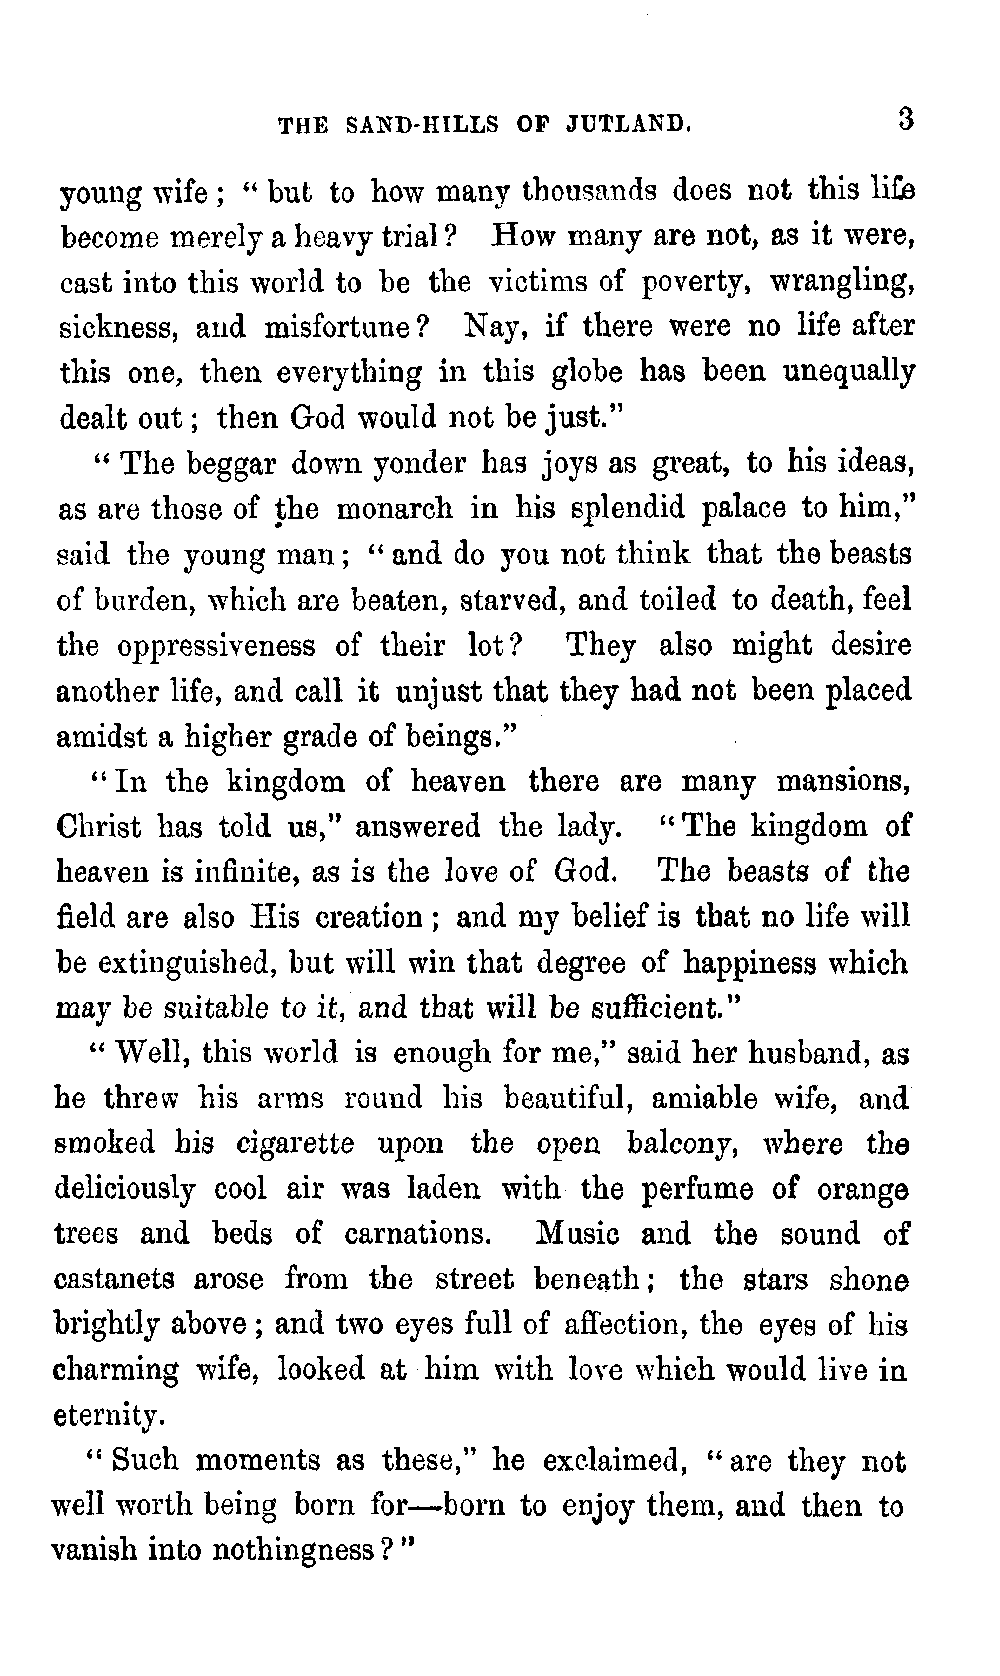 THE SAND-HILLS OF JUTLAND. 3
young wife ; “ but to how many thousands does not this life
become merely a heavy trial ? How many are not, as it were,
cast into this world to be the victims of poverty, wrangling,
sickness, and misfortune ? Nay, if there were no life after
this one, then everything in this globe has been unequally
dealt out ; then God would not be just.”
“ The beggar down yonder has joys as great, to his ideas,
as are those of the monarch in his splendid palace to him,”
said the young man ; “ and do you not think that the beasts
of burden, which are beaten, starved, and toiled to death, feel
the oppressiveness of their lot ? They also might desire
another life, and call it unjust that they had not been placed
amidst a higher grade of beings.”
“ In the kingdom of heaven there are many mansions,
Christ has told us,” answered the lady. “ The kingdom of
heaven is infinite, as is the love of God. The beasts of the
field are also His creation ; and my belief is that no life will
be extinguished, but will win that degree of happiness which
may be suitable to it, and that will be sufficient.”
“ Well, this world is enough for me,” said her husband, as
he threw his arms round his beautiful, amiable wife, and
smoked his cigarette upon the open balcony, where the
deliciously cool air was laden with the perfume of orange
trees and beds of carnations. Music and the sound of
castanets arose from the street beneath ; the stars shone
brightly above ; and two eyes full of affection, the eyes of his
charming wife, looked at him with love which would live in
eternity.
“ Such moments as these,” he exclaimed, “ are they not
well worth being born for—born to enjoy them, and then to
vanish into nothingness ? ”